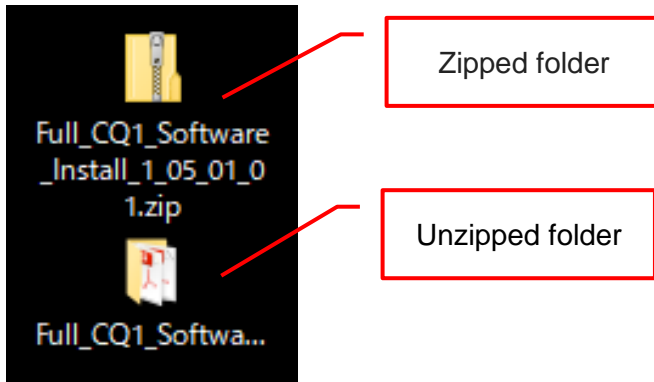 Full_CQ1_Software
_Install_1_05_01_0
1.zip
Zipped folder
Full_CQ1_Softwa...
Unzipped folder